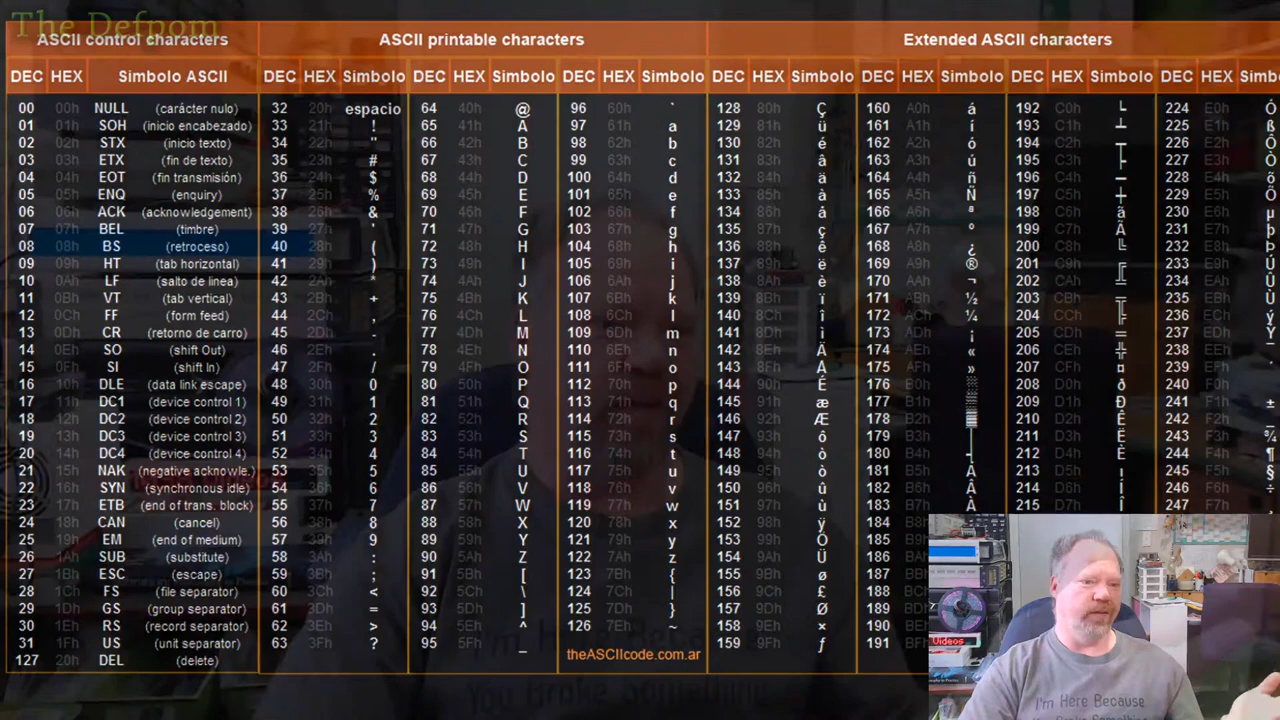 The Defpom
ASCII control characters ASCII printable characters Extended ASCII characters
DEC HEX Simbolo ASCII DEC HEX Simbolo DEC HEX Simbolo DEC HEX Simbolo DEC HEX Simbolo DEC HEX Simbolo DEC HEX Simbolo DEC HEX
00 00h NULL (carácter nulo) 32 20h espacio 64 40h @ 96 60h ` 128 80h Ç 160 A0h á 192 C0h └ 224 E0h Ó
01 01h SOH (inicio encabezado) 33 21h ! 65 41h A 97 61h a 129 81h ü 161 A1h í 193 C1h ┴ 225 E1h ß
02 02h STX (inicio texto) 34 22h " 66 42h B 98 62h b 130 82h é 162 A2h ó 194 C2h ┬ 226 E2h Ô
03 03h ETX (fin de texto) 35 23h # 67 43h C 99 63h c 131 83h â 163 A3h ú 195 C3h ├ 227 E3h Ò
04 04h EOT (fin transmisión) 36 24h $ 68 44h D 100 64h d 132 84h ä 164 A4h ñ 196 C4h ─ 228 E4h õ
05 05h ENQ (enquiry) 37 25h % 69 45h E 101 65h e 133 85h à 165 A5h Ñ 197 C5h ┼ 229 E5h Õ
06 06h ACK (acknowledgement) 38 26h & 70 46h F 102 66h f 134 86h å 166 A6h ª 198 C6h ã 230 E6h µ
07 07h BEL (timbre) 39 27h ' 71 47h G 103 67h g 135 87h ç 167 A7h º 199 C7h Ã 231 E7h þ
08 08h BS (retroceso) 40 28h ( 72 48h H 104 68h h 136 88h ê 168 A8h ¿ 200 C8h ╚ 232 E8h Þ
09 09h HT (tab horizontal) 41 29h ) 73 49h I 105 69h i 137 89h ë 169 A9h ® 201 C9h ╔ 233 E9h Ú
10 0Ah LF (salto de linea) 42 2Ah * 74 4Ah J 106 6Ah j 138 8Ah è 170 AAh ¬ 202 CAh ╩ 234 EAh Û
11 0Bh VT (tab vertical) 43 2Bh + 75 4Bh K 107 6Bh k 139 8Bh ï 171 ABh ½ 203 CBh ╦ 235 EBh Ù
12 0Ch FF (form feed) 44 2Ch , 76 4Ch L 108 6Ch l 140 8Ch î 172 ACh ¼ 204 CCh ╠ 236 ECh ý
13 0Dh CR (retorno de carro) 45 2Dh - 77 4Dh M 109 6Dh m 141 8Dh ì 173 ADh ¡ 205 CDh ═ 237 EDh Ý
14 0Eh SO (shift Out) 46 2Eh . 78 4Eh N 110 6Eh n 142 8Eh Ä 174 AEh « 206 CEh ╬ 238 EEh ¯
15 0Fh SI (shift In) 47 2Fh / 79 4Fh O 111 6Fh o 143 8Fh Å 175 AFh » 207 CFh ¤ 239 EFh ´
16 10h DLE (data link escape) 48 30h 0 80 50h P 112 70h p 144 90h É 176 B0h ░ 208 D0h ð 240 F0h
17 11h DC1 (device control 1) 49 31h 1 81 51h Q 113 71h q 145 91h æ 177 B1h ▒ 209 D1h Ð 241 F1h ±
18 12h DC2 (device control 2) 50 32h 2 82 52h R 114 72h r 146 92h Æ 178 B2h ▓ 210 D2h Ê 242 F2h _
19 13h DC3 (device control 3) 51 33h 3 83 53h S 115 73h s 147 93h ô 179 B3h │ 211 D3h Ë 243 F3h ¾
20 14h DC4 (device control 4) 52 34h 4 84 54h T 116 74h t 148 94h ö 180 B4h ┤ 212 D4h È 244 F4h ¶
21 15h NAK (negative acknowle.) 53 35h 5 85 55h U 117 75h u 149 95h ò 181 B5h Á 213 D5h ı 245 F5h §
22 16h SYN (synchronous idle) 54 36h 6 86 56h V 118 76h v 150 96h û 182 B6h Â 214 D6h Í 246 F6h ÷
23 17h ETB (end of trans. block) 55 37h 7 87 57h W 119 77h w 151 97h ù 183 B7h À 215 D7h Î 247 F7h
24 18h CAN (cancel) 56 38h 8 88 58h X 120 78h x 152 98h ÿ 184
25 19h EM (end of medium) 57 39h 9 89 59h Y 121 79h y 153 99h Ö 185
26 1Ah SUB (substitute) 58 3Ah : 90 5Ah Z 122 7Ah z 154 9Ah Ü 186
27 1Bh ESC (escape) 59 3Bh ; 91 5Bh [ 123 7Bh { 155 9Bh ø 187
28 1Ch FS (file separator) 60 3Ch < 92 5Ch \ 124 7Ch | 156 9Ch £ 188
29 1Dh GS (group separator) 61 3Dh = 93 5Dh ] 125 7Dh } 157 9Dh Ø 189
30 1Eh RS (record separator) 62 3Eh > 94 5Eh ^ 126 7Eh ~ 158 9Eh × 190
31 1Fh US (unit separator) 63 3Fh ? 95 5Fh _ theASCIIcode.com.ar 159 9Fh ƒ 191
127 20h DEL (delete)
Videos
I'm Here Because
You Broke Something